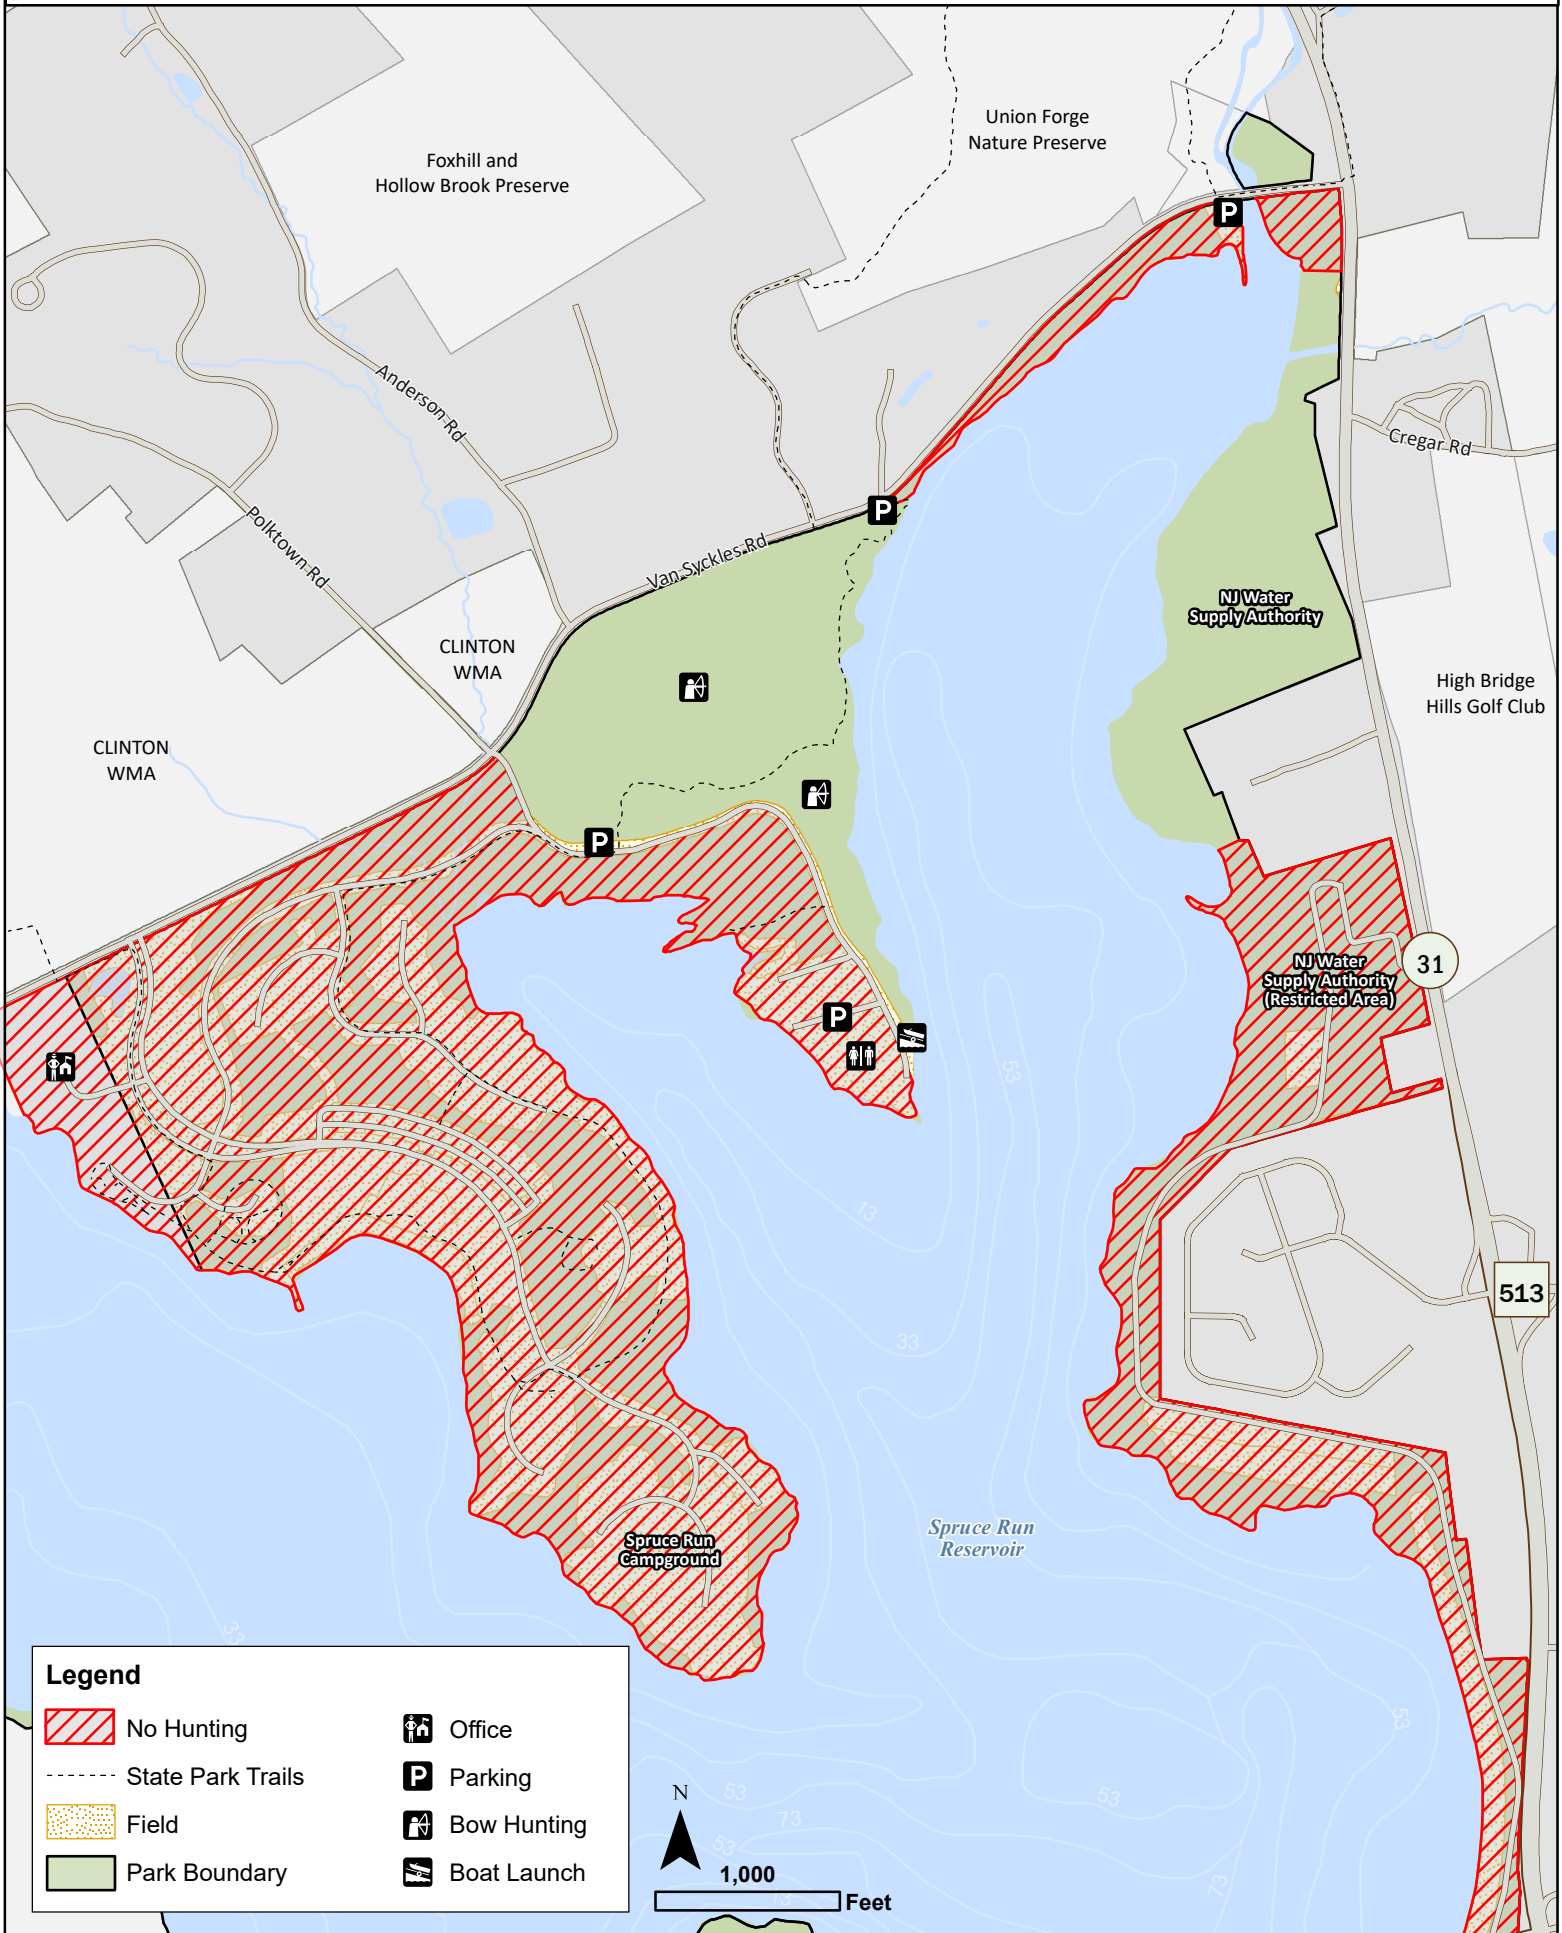 Union Forge
Nature Preserve
Foxhill and
Hollow Brook Preserve
P
Anderson Rd
Cregar Rd
P
Polktown Rd
Van Syckles Rd
NJ Water
Supply Authority
CLINTON
WMA
High Bridge
Hills Golf Club
CLINTON
WMA
P
31
NJ Water
Supply Authority
(Restricted Area)
P
53
13
513
33
Spruce Run
Reservoir
Spruce Run
Campground
33
53
53
53
73
53
73
73
Legend
No Hunting
Office
State Park Trails
P
Parking
Field
Bow Hunting
Park Boundary
Boat Launch
N
1,000
Feet